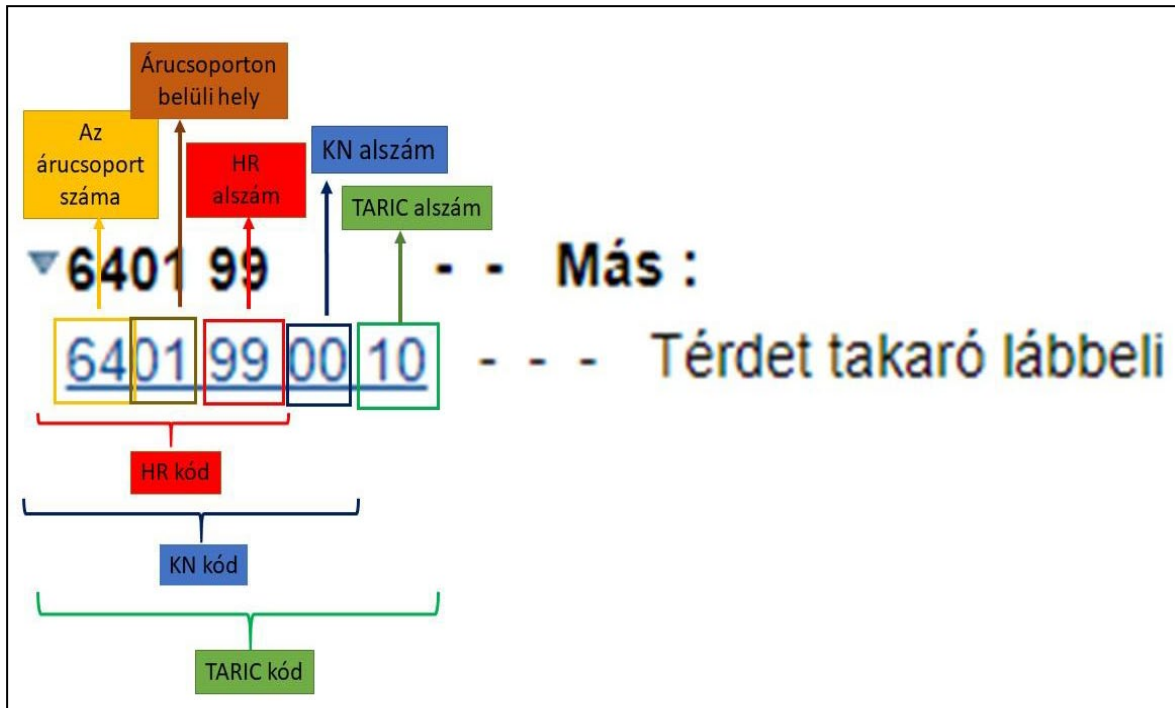 Árucsoporton
belüli hely
Az
árucsoport
száma
HR
alszám
KN alszám
TARIC alszám
6401 99 - - Más :
6401 99 00 10 - - - Térdet takaró lábbeli
HR kód
KN kód
TARIC kód